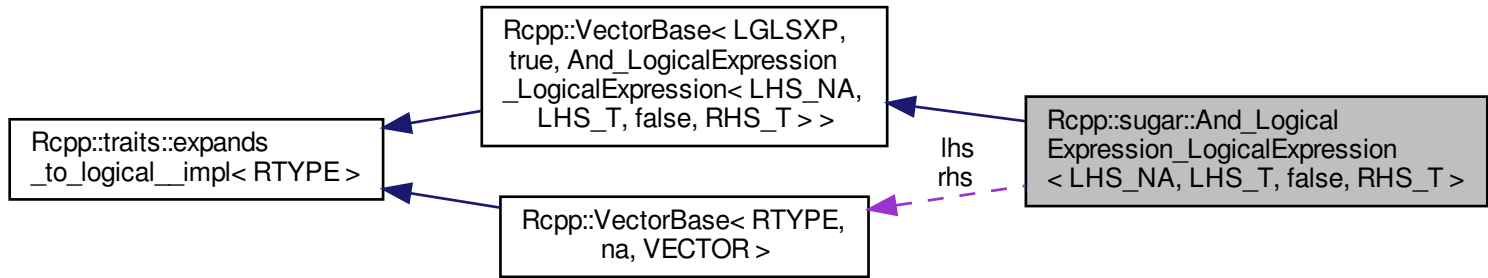 Rcpp::traits::expands
_to_logical__impl< RTYPE >
Rcpp::VectorBase< LGLSXP,
true, And_LogicalExpression
_LogicalExpression< LHS_NA,
LHS_T, false, RHS_T > >
Rcpp::VectorBase< RTYPE,
na, VECTOR >
lhs
rhs
Rcpp::sugar::And_Logical
Expression_LogicalExpression
< LHS_NA, LHS_T, false, RHS_T >